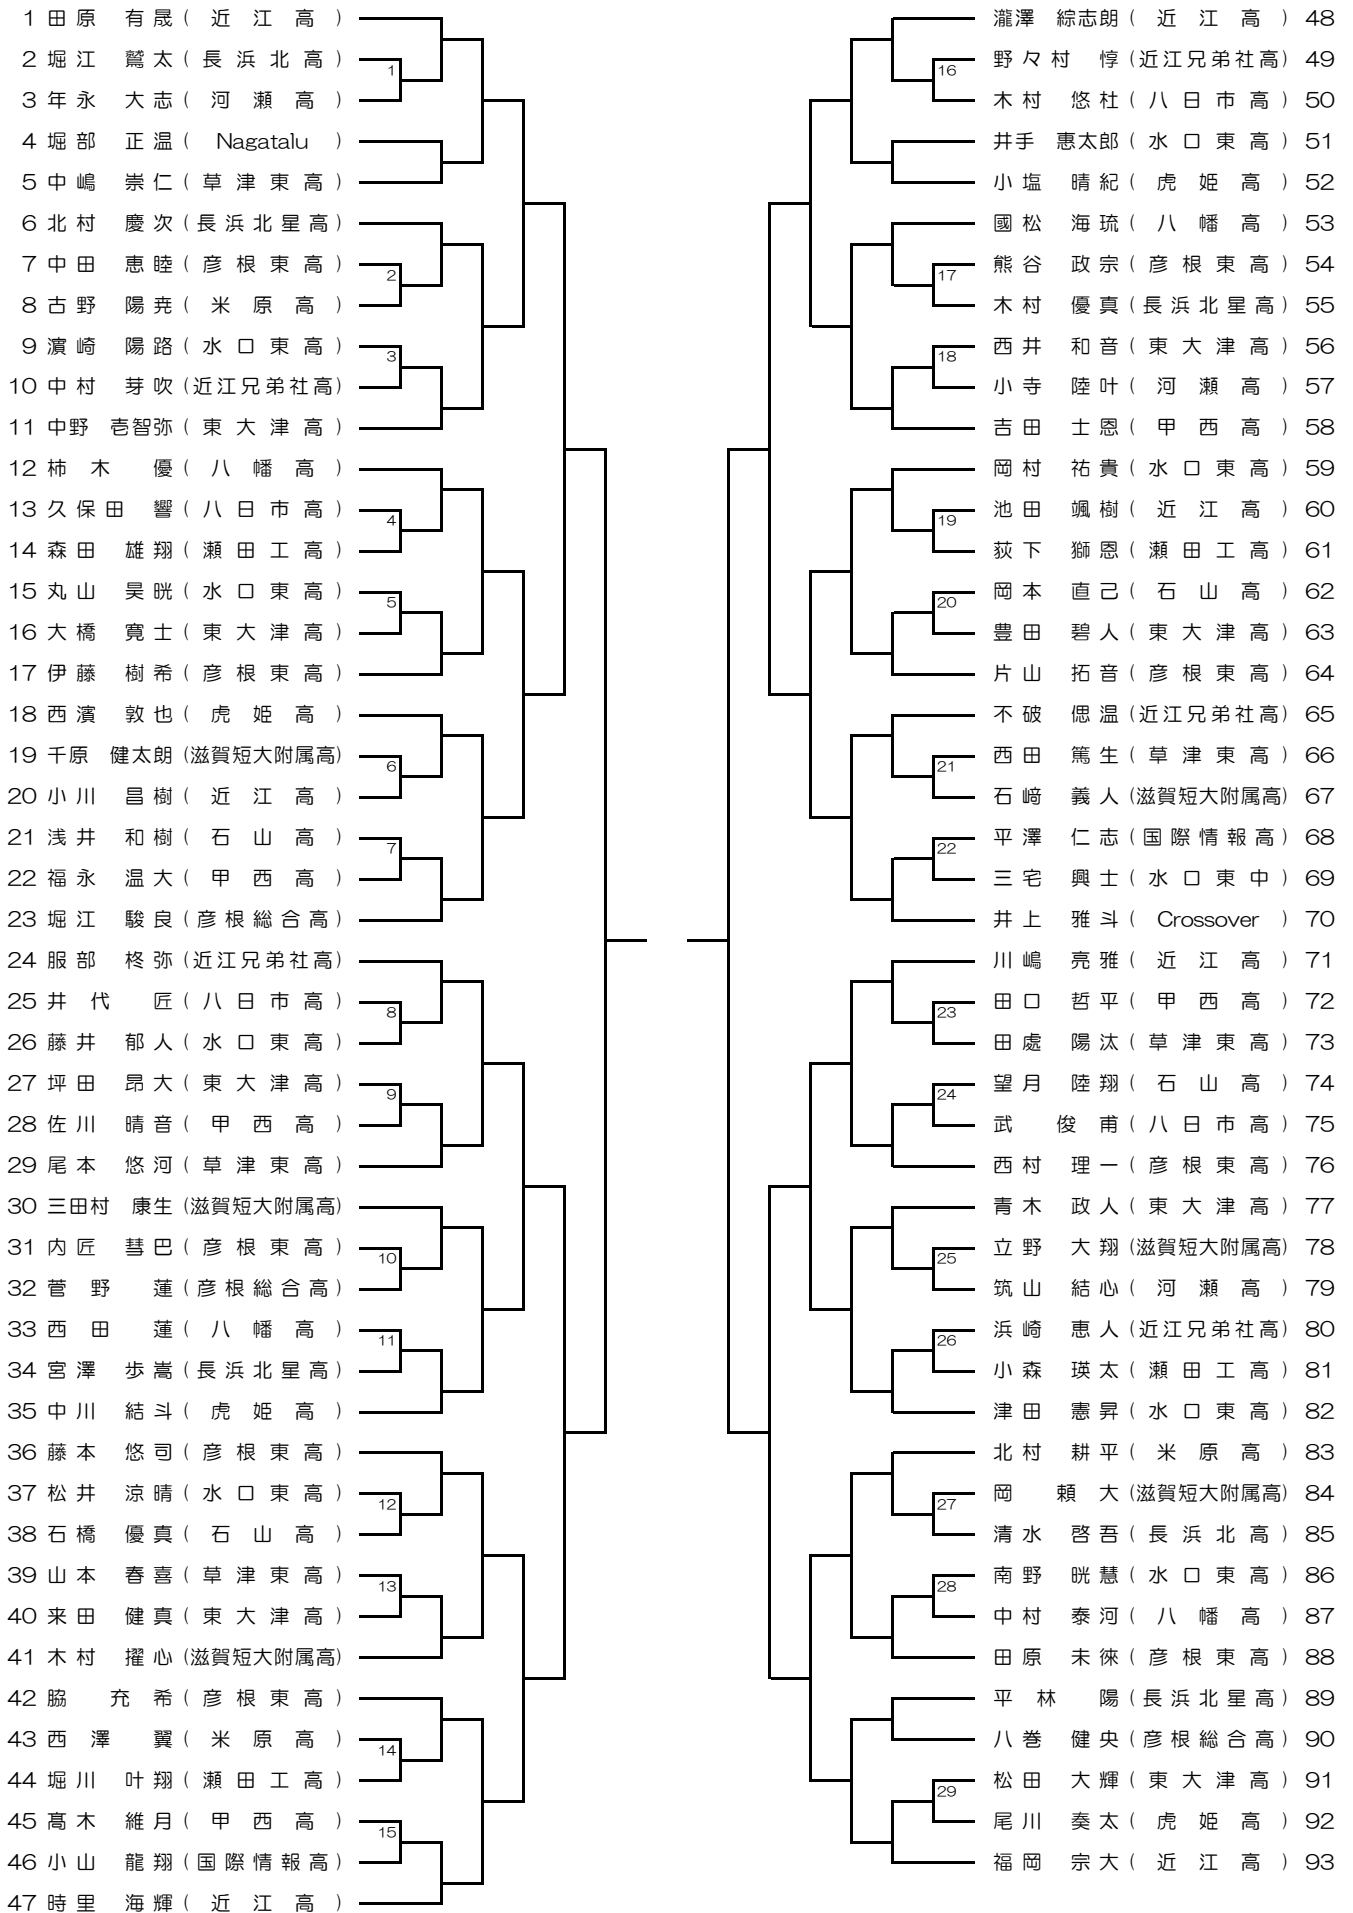 1 田原 有晟 ( 近江高 )
2 堀江 鷲太 ( 長浜北高 )
1
3 年永 大志 ( 河瀬高 )
4 堀部 正温 ( Nagatalu )
5 中嶋 崇仁 ( 草津東高 )
6 北村 慶次 ( 長浜北星高 )
7 中田 恵睦 ( 彦根東高 )
2
8 古野 陽尭 ( 米原高 )
9 濵崎 陽路 ( 水口東高 )
3
10 中村 芽吹 (近江兄弟社高)
11 中野 壱智弥 ( 東大津高 )
12 柿木 優 ( 八幡高 )
13 久保田 響 ( 八日市高 )
4
14 森田 雄翔 ( 瀬田工高 )
15 丸山 昊晄 ( 水口東高 )
5
16 大橋 寛士 ( 東大津高 )
17 伊藤 樹希 ( 彦根東高 )
18 西濱 敦也 ( 虎姫高 )
19 千原 健太朗 (滋賀短大附属高)
6
20 小川 昌樹 ( 近江高 )
21 浅井 和樹 ( 石山高 )
7
22 福永 温大 ( 甲西高 )
23 堀江 駿良 ( 彦根総合高 )
24 服部 柊弥 (近江兄弟社高)
25 井代 匠 ( 八日市高 )
8
26 藤井 郁人 ( 水口東高 )
27 坪田 昂大 ( 東大津高 )
9
28 佐川 晴音 ( 甲西高 )
29 尾本 悠河 ( 草津東高 )
30 三田村 康生 (滋賀短大附属高)
31 内匠 彗巴 ( 彦根東高 )
10
32 菅野 蓮 ( 彦根総合高 )
33 西田 蓮 ( 八幡高 )
11
34 宮澤 歩嵩 ( 長浜北星高 )
35 中川 結斗 ( 虎姫高 )
36 藤本 悠司 ( 彦根東高 )
37 松井 涼晴 ( 水口東高 )
12
38 石橋 優真 ( 石山高 )
39 山本 春喜 ( 草津東高 )
13
40 来田 健真 ( 東大津高 )
41 木村 擢心 (滋賀短大附属高)
42 脇 充希 ( 彦根東高 )
43 西澤 翼 ( 米原高 )
14
44 堀川 叶翔 ( 瀬田工高 )
45 髙木 維月 ( 甲西高 )
15
46 小山 龍翔 ( 国際情報高 )
47 時里 海輝 ( 近江高 )
瀧澤 綜志朗 ( 近江高 ) 48
野々村 惇 (近江兄弟社高) 49
16
木村 悠杜 ( 八日市高 ) 50
井手 惠太郎 ( 水口東高 ) 51
小塩 晴紀 ( 虎姫高 ) 52
國松 海琉 ( 八幡高 ) 53
熊谷 政宗 ( 彦根東高 ) 54
17
木村 優真 ( 長浜北星高 ) 55
西井 和音 ( 東大津高 ) 56
18
小寺 陸叶 ( 河瀬高 ) 57
吉田 士恩 ( 甲西高 ) 58
岡村 祐貴 ( 水口東高 ) 59
池田 颯樹 ( 近江高 ) 60
19
荻下 獅恩 ( 瀬田工高 ) 61
岡本 直己 ( 石山高 ) 62
20
豊田 碧人 ( 東大津高 ) 63
片山 拓音 ( 彦根東高 ) 64
不破 偲温 (近江兄弟社高) 65
西田 篤生 ( 草津東高 ) 66
21
石﨑 義人 (滋賀短大附属高) 67
平澤 仁志 ( 国際情報高 ) 68
22
三宅 興士 ( 水口東中 ) 69
井上 雅斗 ( Crossover ) 70
川嶋 亮雅 ( 近江高 ) 71
田口 哲平 ( 甲西高 ) 72
23
田處 陽汰 ( 草津東高 ) 73
望月 陸翔 ( 石山高 ) 74
24
武 俊甫 ( 八日市高 ) 75
西村 理一 ( 彦根東高 ) 76
青木 政人 ( 東大津高 ) 77
立野 大翔 (滋賀短大附属高) 78
25
筑山 結心 ( 河瀬高 ) 79
浜崎 恵人 (近江兄弟社高) 80
26
小森 瑛太 ( 瀬田工高 ) 81
津田 憲昇 ( 水口東高 ) 82
北村 耕平 ( 米原高 ) 83
岡 頼大 (滋賀短大附属高) 84
27
清水 啓吾 ( 長浜北高 ) 85
南野 晄慧 ( 水口東高 ) 86
28
中村 泰河 ( 八幡高 ) 87
田原 未徠 ( 彦根東高 ) 88
平林 陽 ( 長浜北星高 ) 89
八巻 健央 ( 彦根総合高 ) 90
松田 大輝 ( 東大津高 ) 91
29
尾川 奏太 ( 虎姫高 ) 92
福岡 宗大 ( 近江高 ) 93